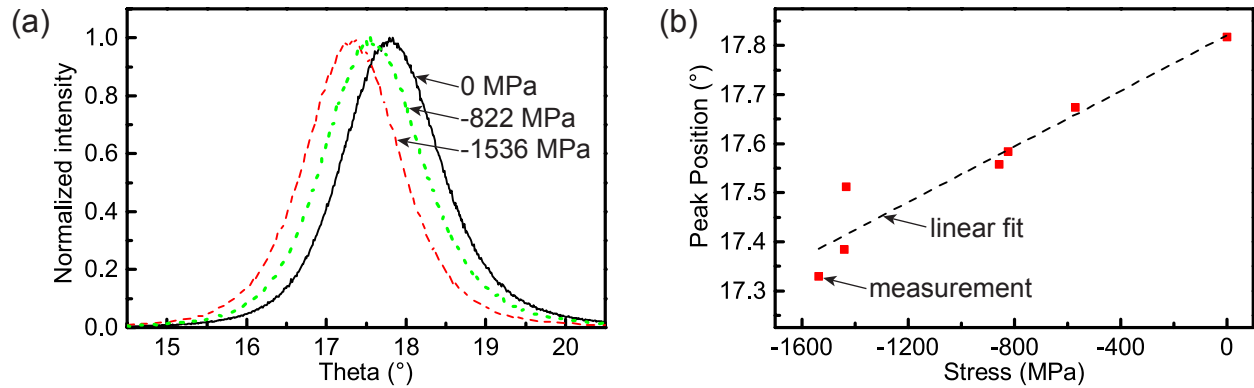 (a)
Normalized intensity
1.0
0.8
0.6
0.4
0.2
0.0
0 MPa
-822 MPa
-1536 MPa
15 16 17 18 19 20
Theta (°)
(b)
Peak Position (°)
17.8
17.7
17.6
17.5
17.4
17.3
linear fit
measurement
-1600 -1200 -800 -400 0
Stress (MPa)